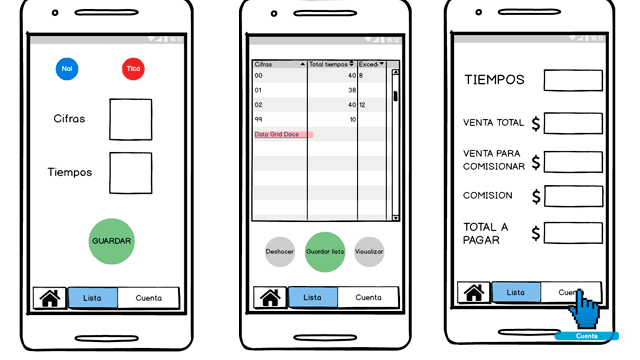 Nal
Tica
Cifras
Tiempos
GUARDAR
Lista
Cuenta
Cifras Total tiempos Exced
00 40 8
01 38
02 40 12
99 10
Data Grid Docs
Deshacer
Guardar lista
Visualizar
Lista
Cuenta
TIEMPOS
VENTA TOTAL $
VENTA PARA
COMISIONAR $
COMISION $
TOTAL A
PAGAR $
Lista
Cuenta